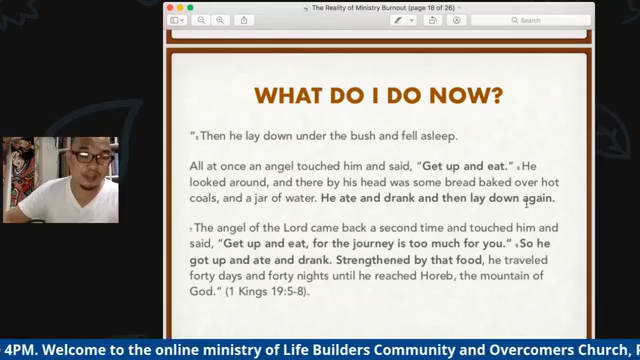 The Reality of Ministry Burnout (page 18 of 26)
Search
WHAT DO I DO NOW?
"5 Then he lay down under the bush and fell asleep.
All at once an angel touched him and said, "Get up and eat." 6 He
looked around, and there by his head was some bread baked over hot
coals, and a jar of water. He ate and drank and then lay down again.
7 The angel of the Lord came back a second time and touched him and
said, "Get up and eat, for the journey is too much for you." 8 So he
got up and ate and drank. Strengthened by that food, he traveled
forty days and forty nights until he reached Horeb, the mountain of
God." (1 Kings 19:5-8).
4PM. Welcome to the online ministry of Life Builders Community and Overcomers Church,